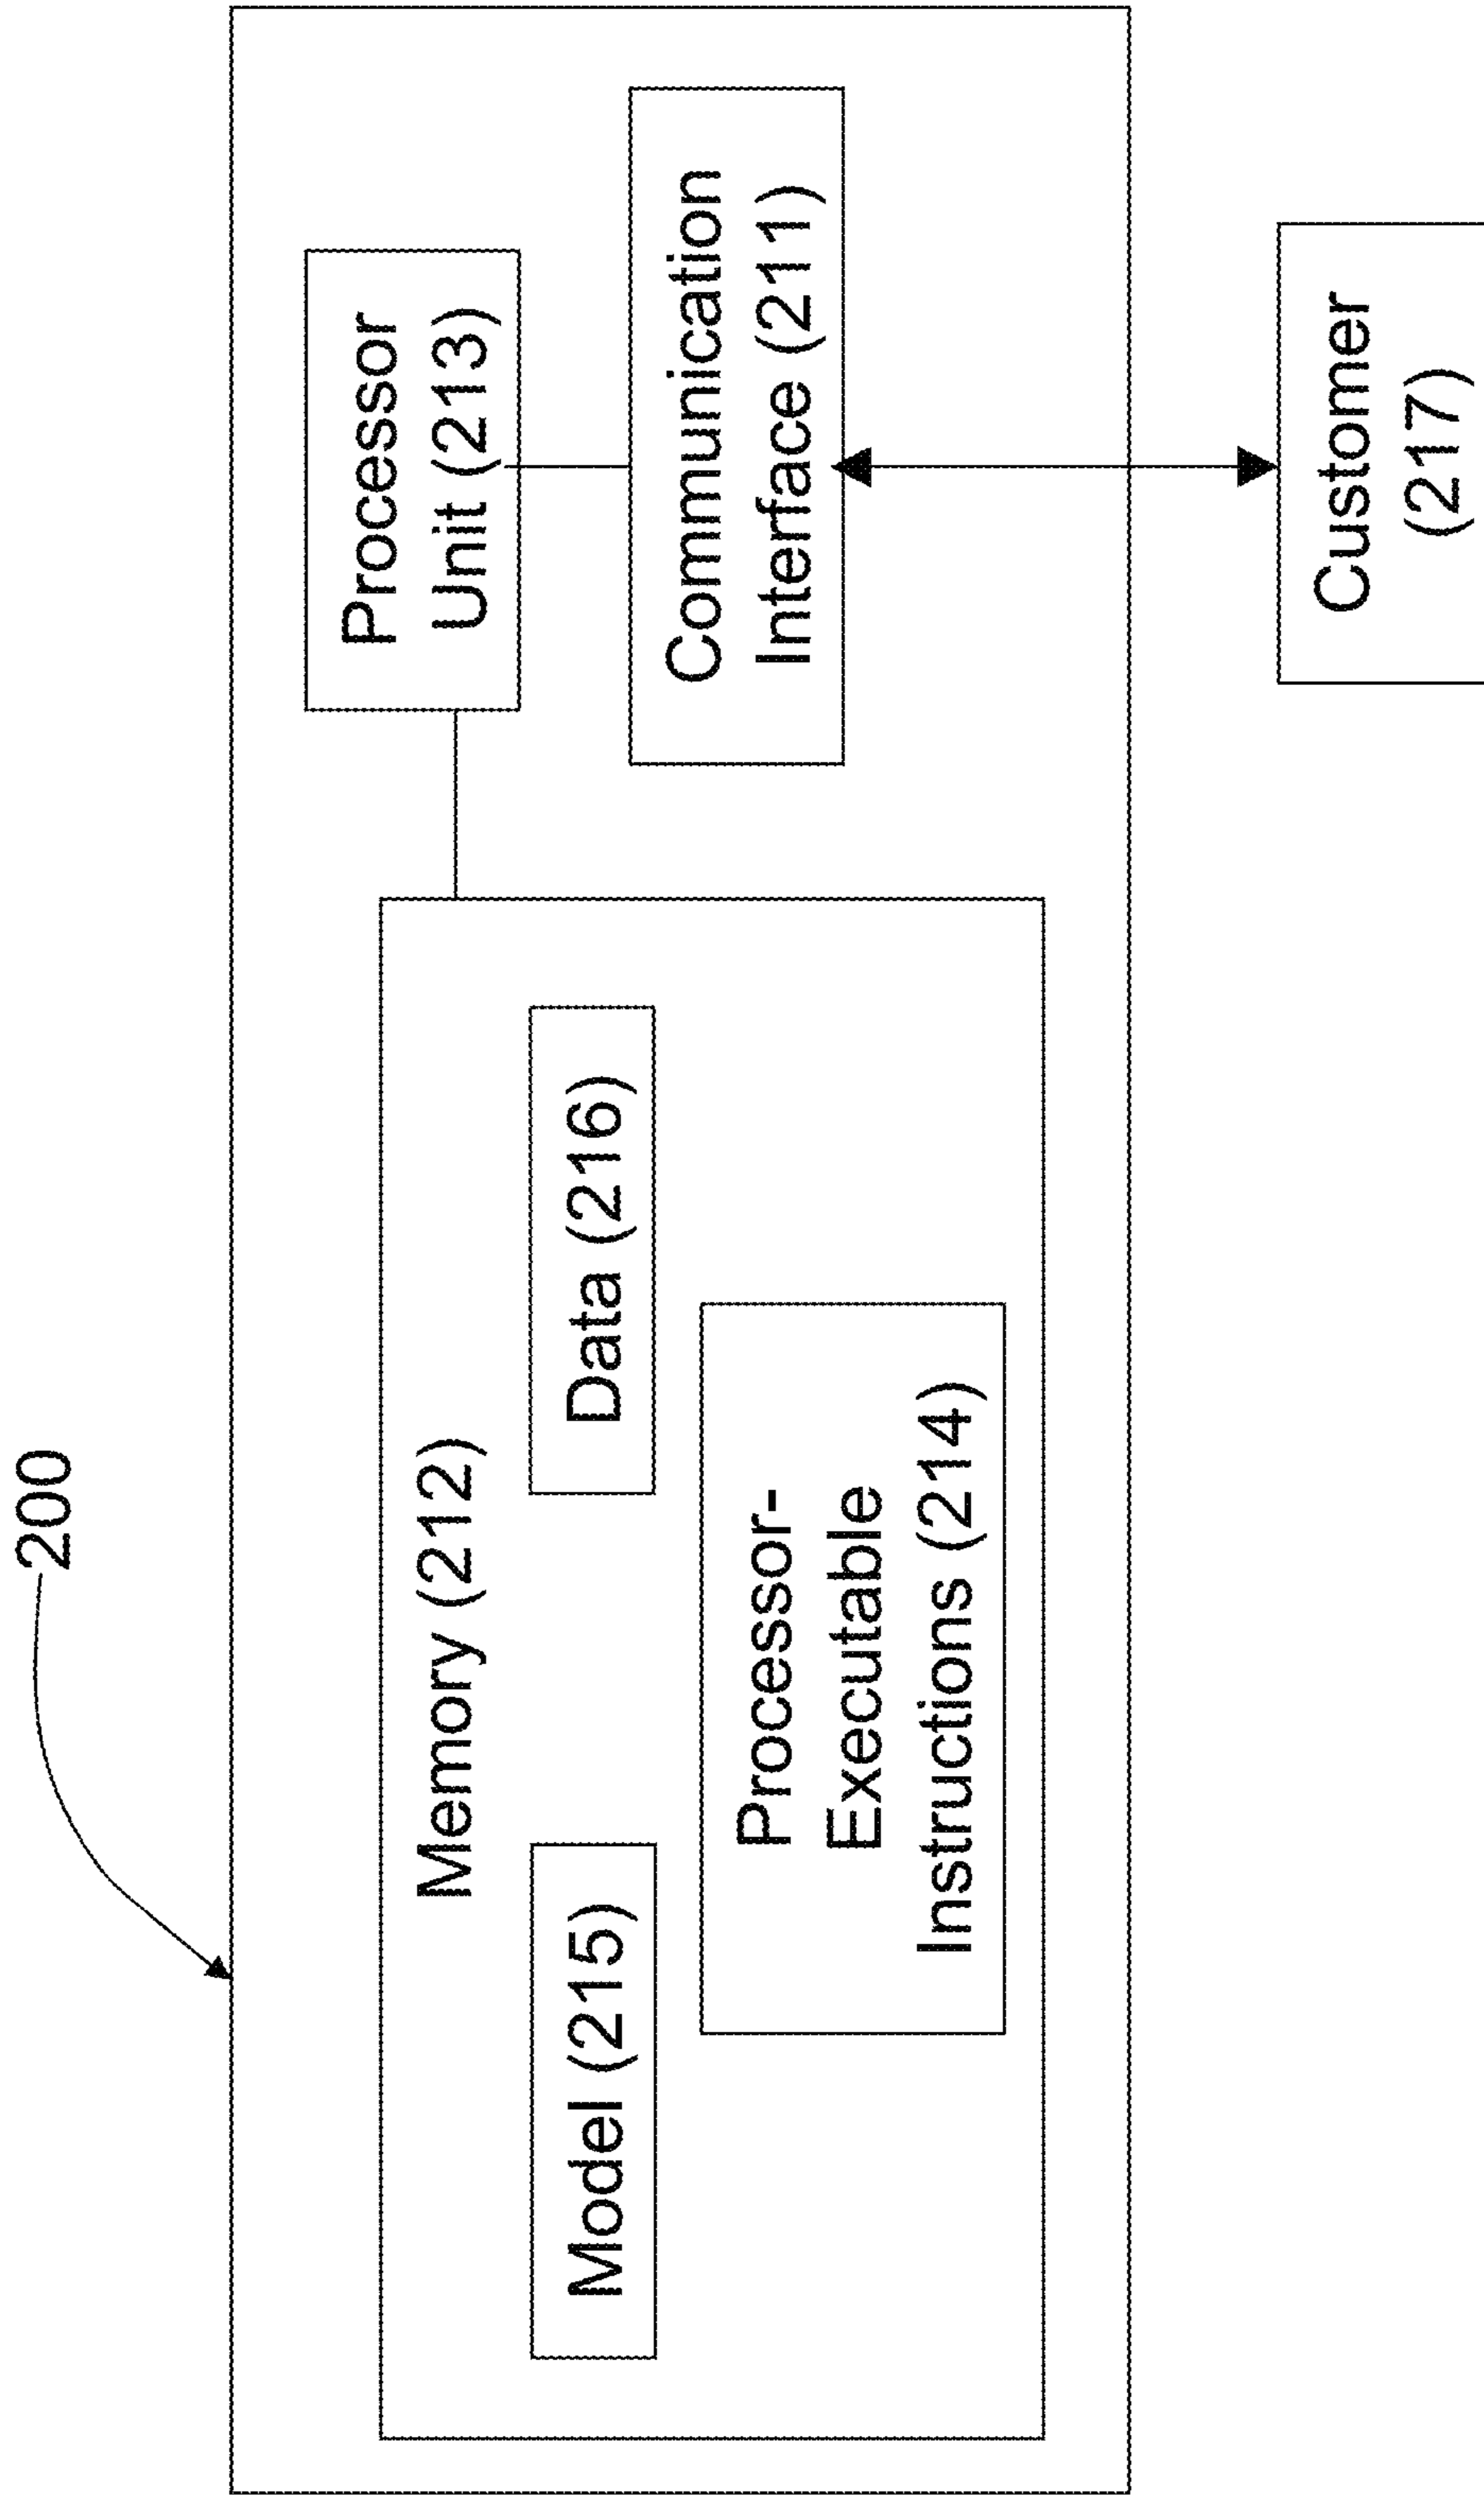 200
Memory (212)
Model (215)
Data (216)
Processor-
Executable
Instructions (214)
Processor
Unit (213)
Communication
Interface (211)
Customer
(217)